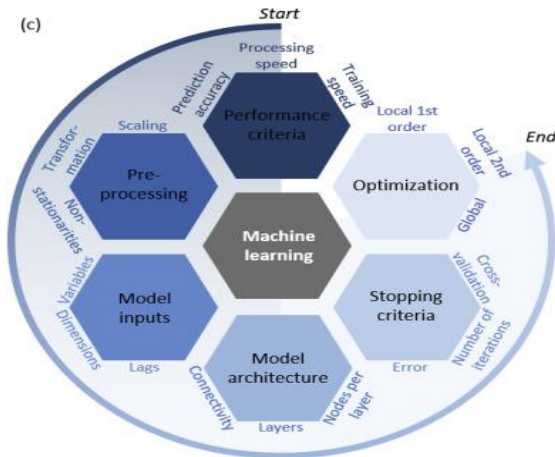 (c)
Start
Processing speed
Prediction
accuracy
Performance
criteria
Training
speed
Scaling
Transfor-
mation
Pre-
processing
Non-
stationarities
Local 1st
order
Local 2nd
order
Optimization
Global
End
Machine
learning
Variables
Dimensions
Model
inputs
Lags
Cross-
validation
Stopping
criteria
Number of
iterations
Error
Connectivity
Model
architecture
Nodes per
layer
Layers